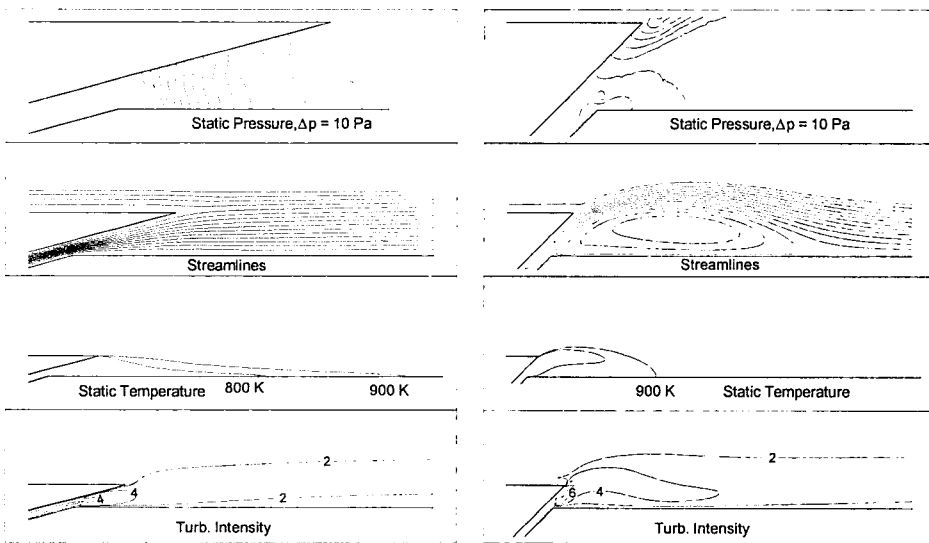 Static Pressure,Δp = 10 Pa
Static Pressure,Δp = 10 Pa
Streamlines
Streamlines
Static Temperature 800 K 900 K
900 K Static Temperature
2
4
4
2
Turb. Intensity
2
6
4
Turb. Intensity